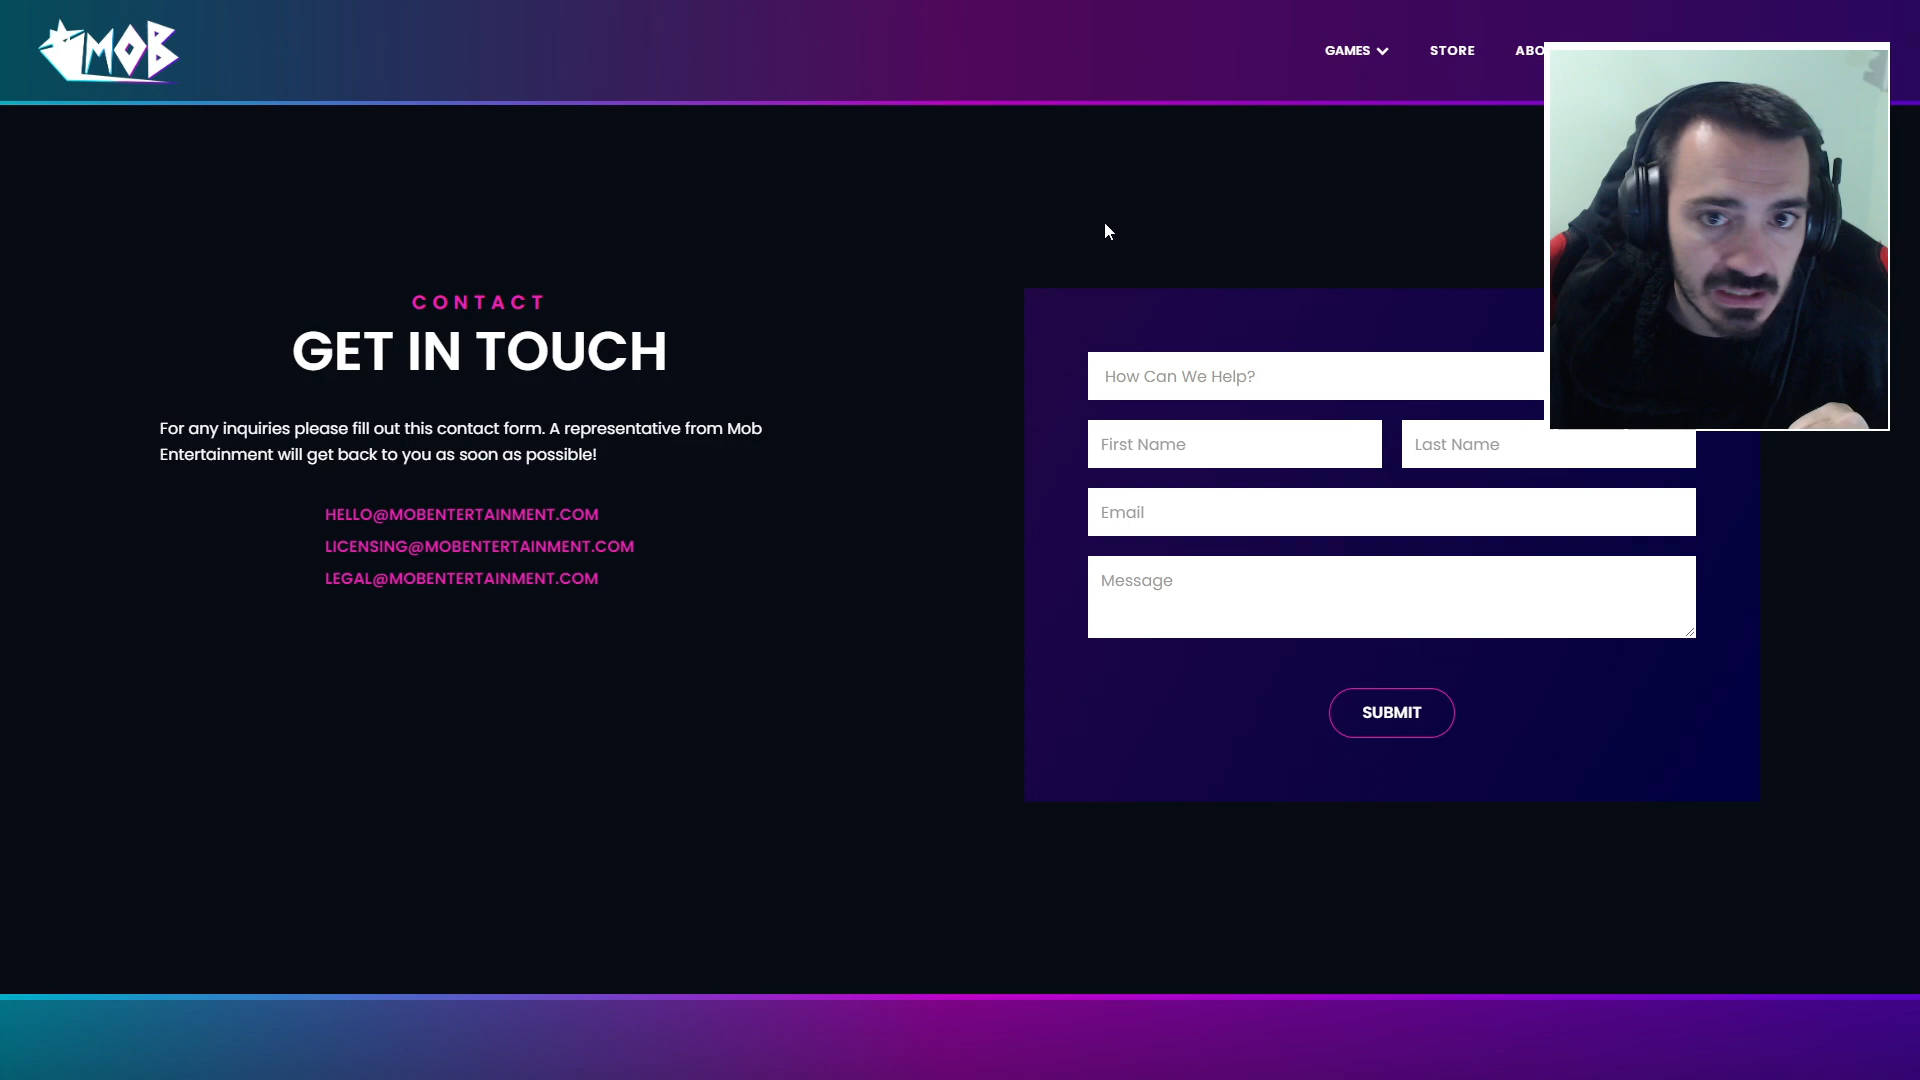 MOB
GAMES
STORE
CONTACT
GET IN TOUCH
For any inquiries please fill out this contact form. A representative from Mob
Entertainment will get back to you as soon as possible!
HELLO@MOBENTERTAINMENT.COM
LICENSING@MOBENTERTAINMENT.COM
LEGAL@MOBENTERTAINMENT.COM
How Can We Help?
First Name
Last Name
Email
Message
SUBMIT